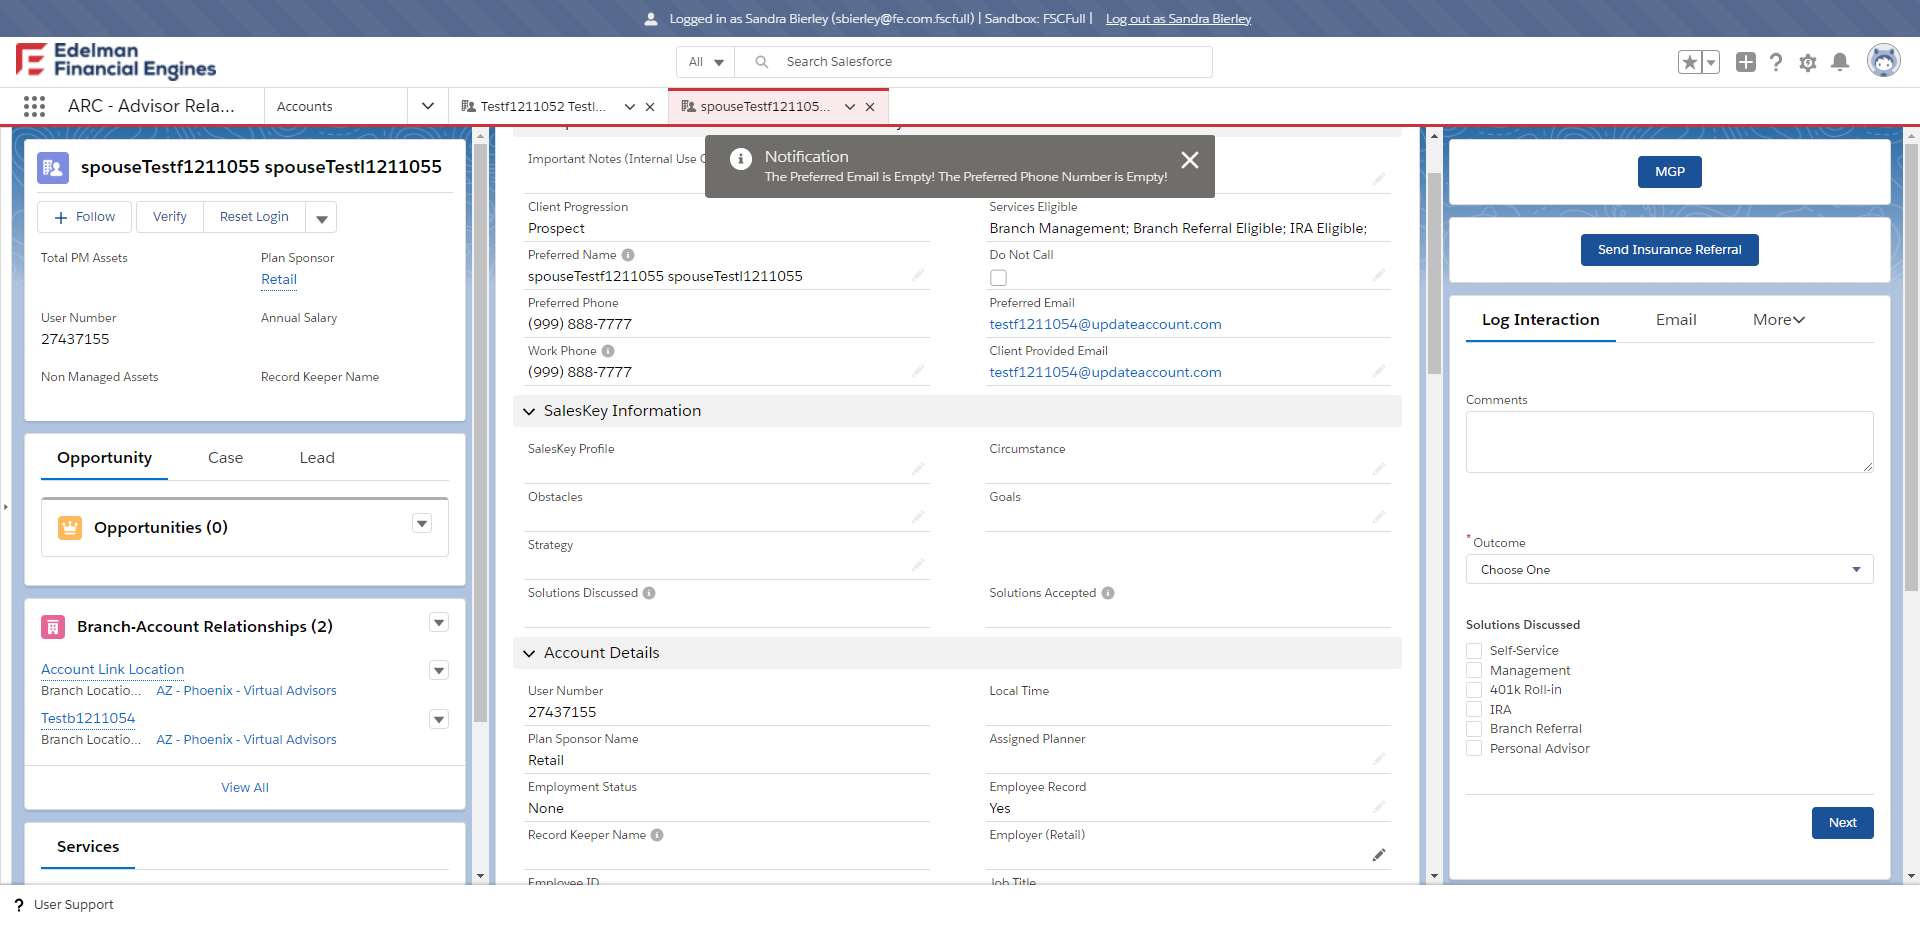 Logged in as Sandra Bierley (sbierley@fe.com.fscfull) | Sandbox: FSCFull | Log out as Sandra Bierley
Edelman
Financial Engines
All
Search Salesforce
ARC - Advisor Rela...
Accounts
Testf1211052 Testl...
spouseTestf121105...
spouseTestf1211055 spouseTestl1211055
Follow
Verify
Reset Login
Total PM Assets
Plan Sponsor
Retail
User Number
27437155
Annual Salary
Non Managed Assets
Record Keeper Name
Opportunity
Case
Lead
Opportunities (0)
Branch-Account Relationships (2)
Account Link Location
Branch Locatio... AZ - Phoenix - Virtual Advisors
Testb1211054
Branch Locatio... AZ - Phoenix - Virtual Advisors
View All
Services
Notification
The Preferred Email is Empty! The Preferred Phone Number is Empty!
Important Notes (Internal Use
Client Progression
Prospect
Services Eligible
Branch Management; Branch Referral Eligible; IRA Eligible;
Preferred Name
spouseTestf1211055 spouseTestl1211055
Do Not Call
Preferred Phone
(999) 888-7777
Preferred Email
testf1211054@updateaccount.com
Work Phone
(999) 888-7777
Client Provided Email
testf1211054@updateaccount.com
SalesKey Information
SalesKey Profile
Circumstance
Obstacles
Goals
Strategy
Solutions Discussed
Solutions Accepted
Account Details
User Number
27437155
Local Time
Plan Sponsor Name
Retail
Assigned Planner
Employment Status
None
Employee Record
Yes
Record Keeper Name
Employer (Retail)
Employee ID
Job Title
MGP
Send Insurance Referral
Log Interaction
Email
More
Comments
* Outcome
Choose One
Solutions Discussed
Self-Service
Management
401k Roll-in
IRA
Branch Referral
Personal Advisor
Next
? User Support